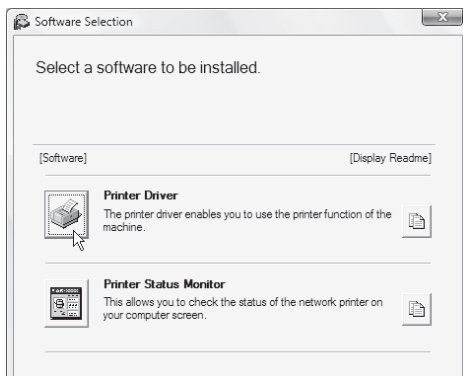 Software Selection
Select a software to be installed.
[Software] [Display Readme]
Printer Driver
The printer driver enables you to use the printer function of the
machine.
Printer Status Monitor
This allows you to check the status of the network printer on
your computer screen.